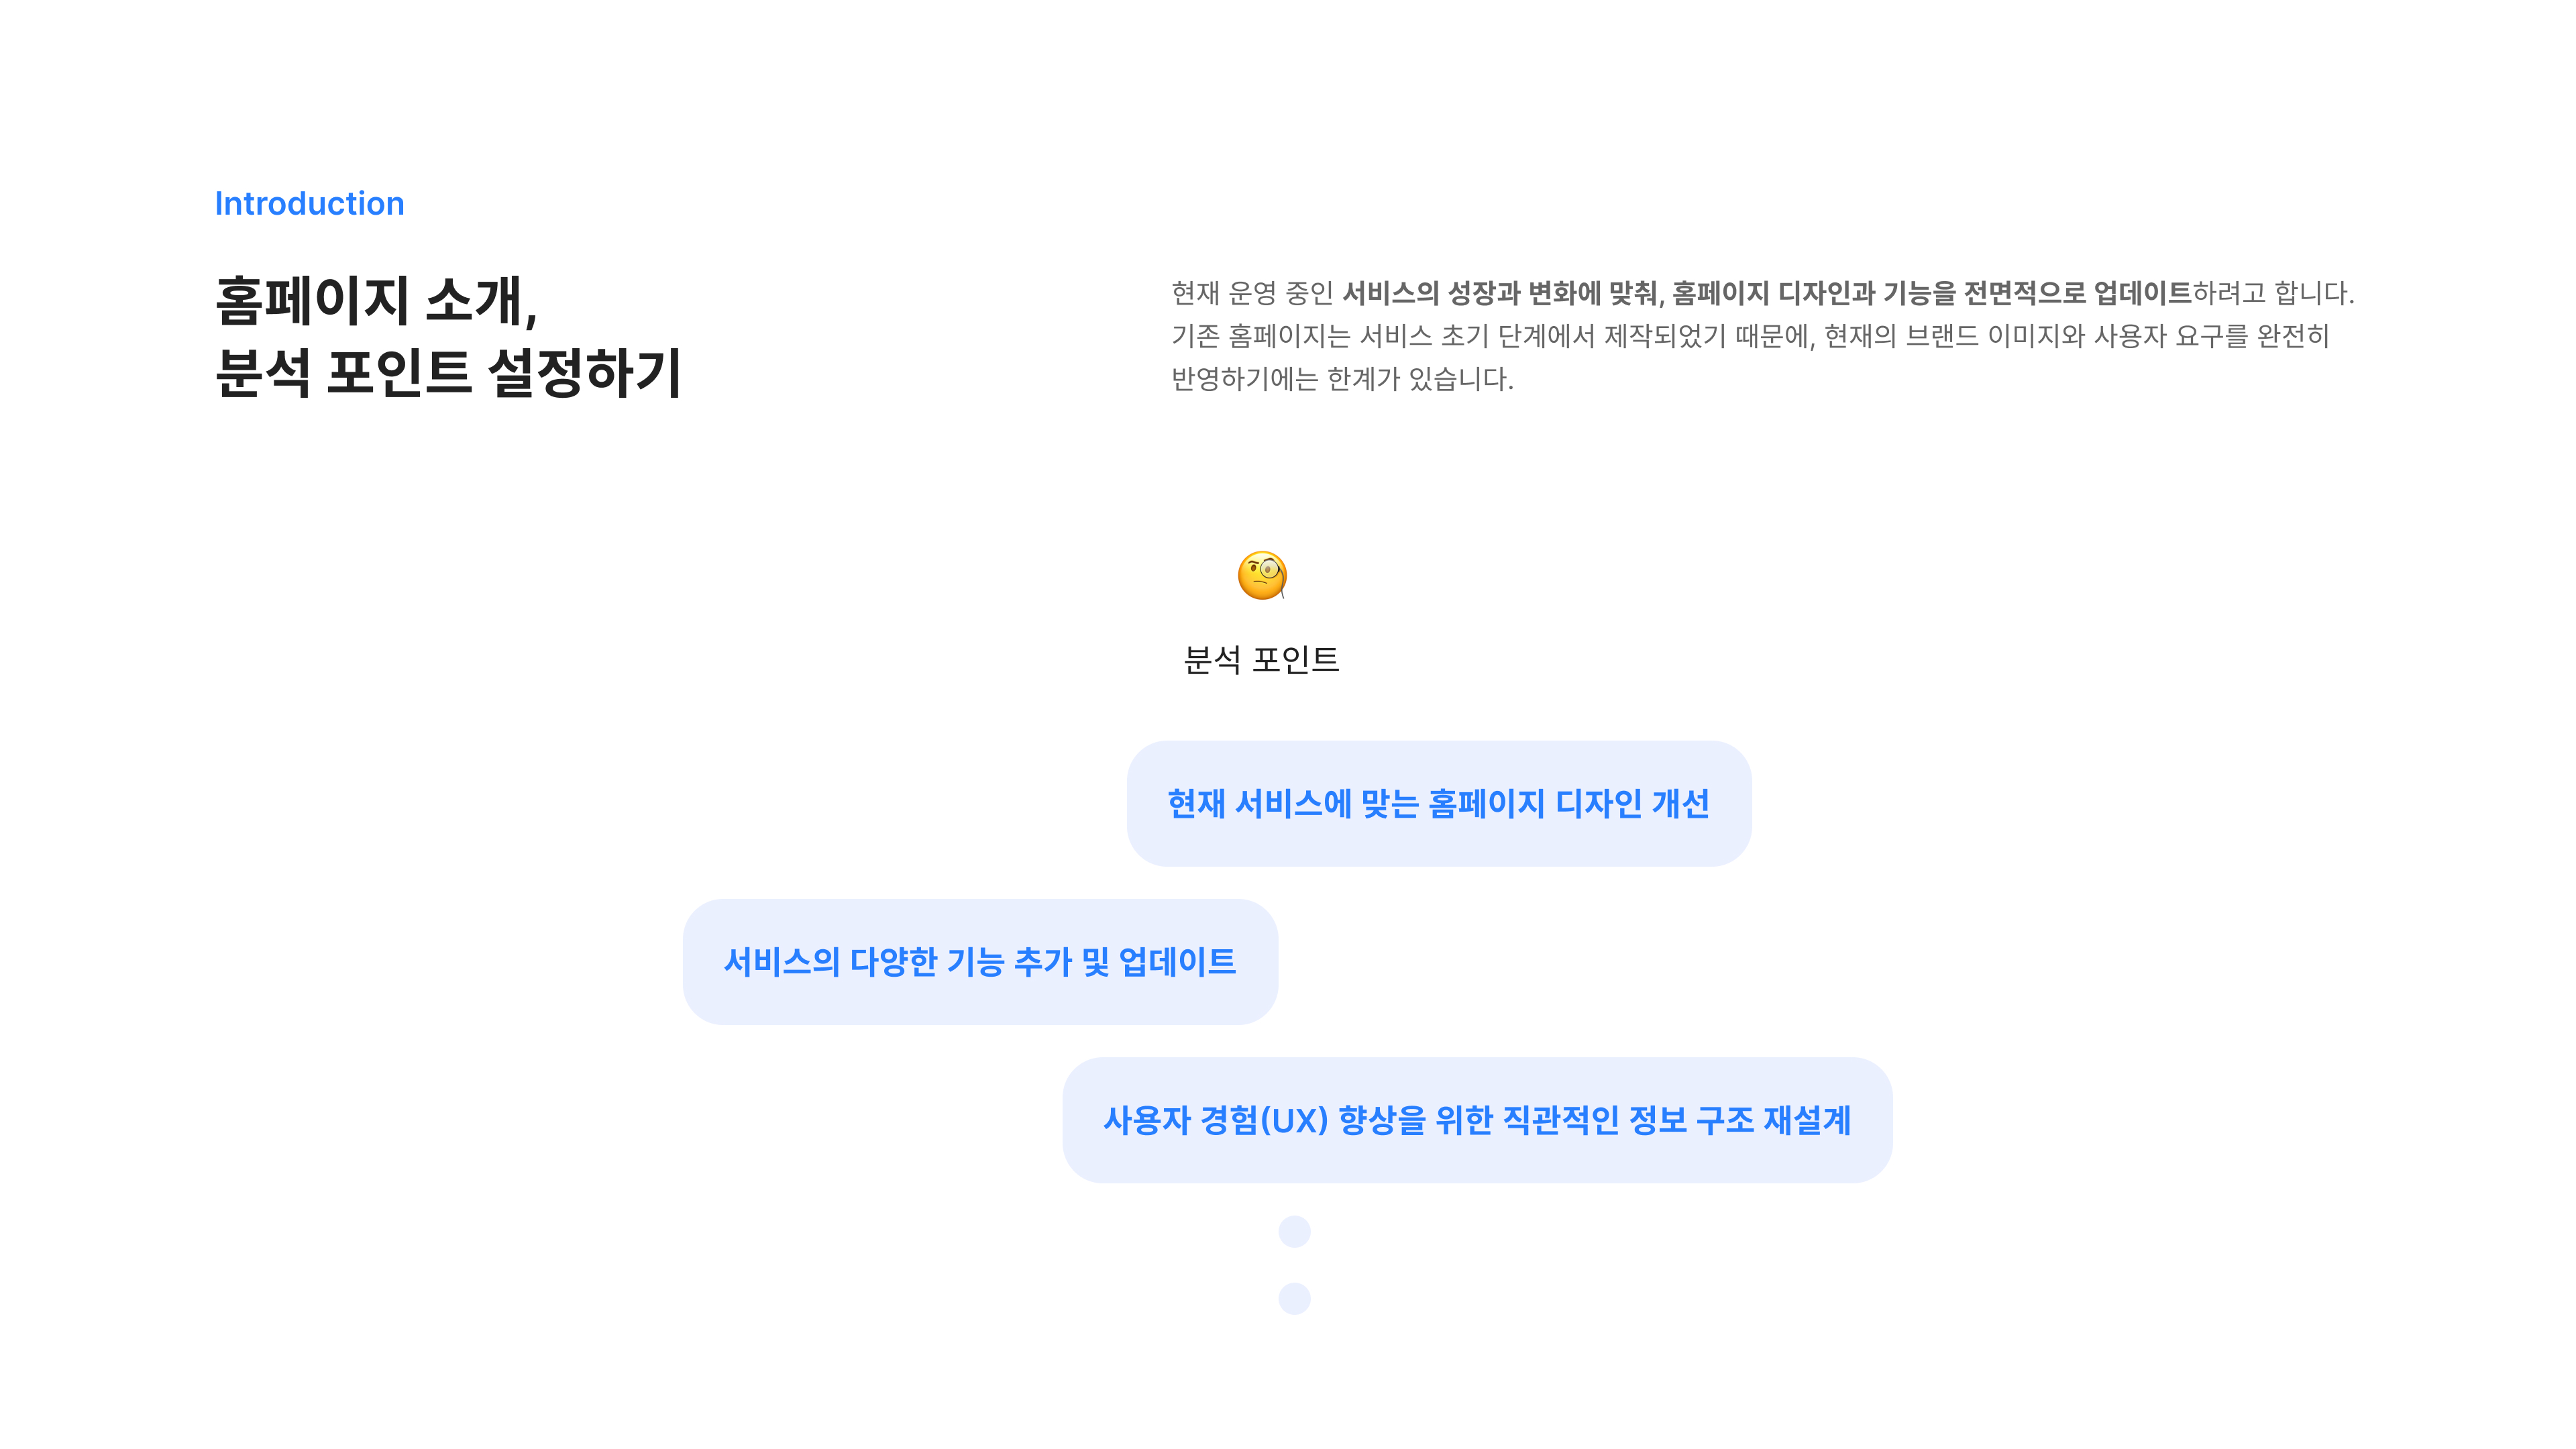 Introduction
홈페이지 소개,
분석 포인트 설정하기
현재 운영 중인 서비스의 성장과 변화에 맞춰, 홈페이지 디자인과 기능을 전면적으로 업데이트하려고 합니다.
기존 홈페이지는 서비스 초기 단계에서 제작되었기 때문에, 현재의 브랜드 이미지와 사용자 요구를 완전히
반영하기에는 한계가 있습니다.
분석 포인트
현재 서비스에 맞는 홈페이지 디자인 개선
서비스의 다양한 기능 추가 및 업데이트
사용자 경험(UX) 향상을 위한 직관적인 정보 구조 재설계